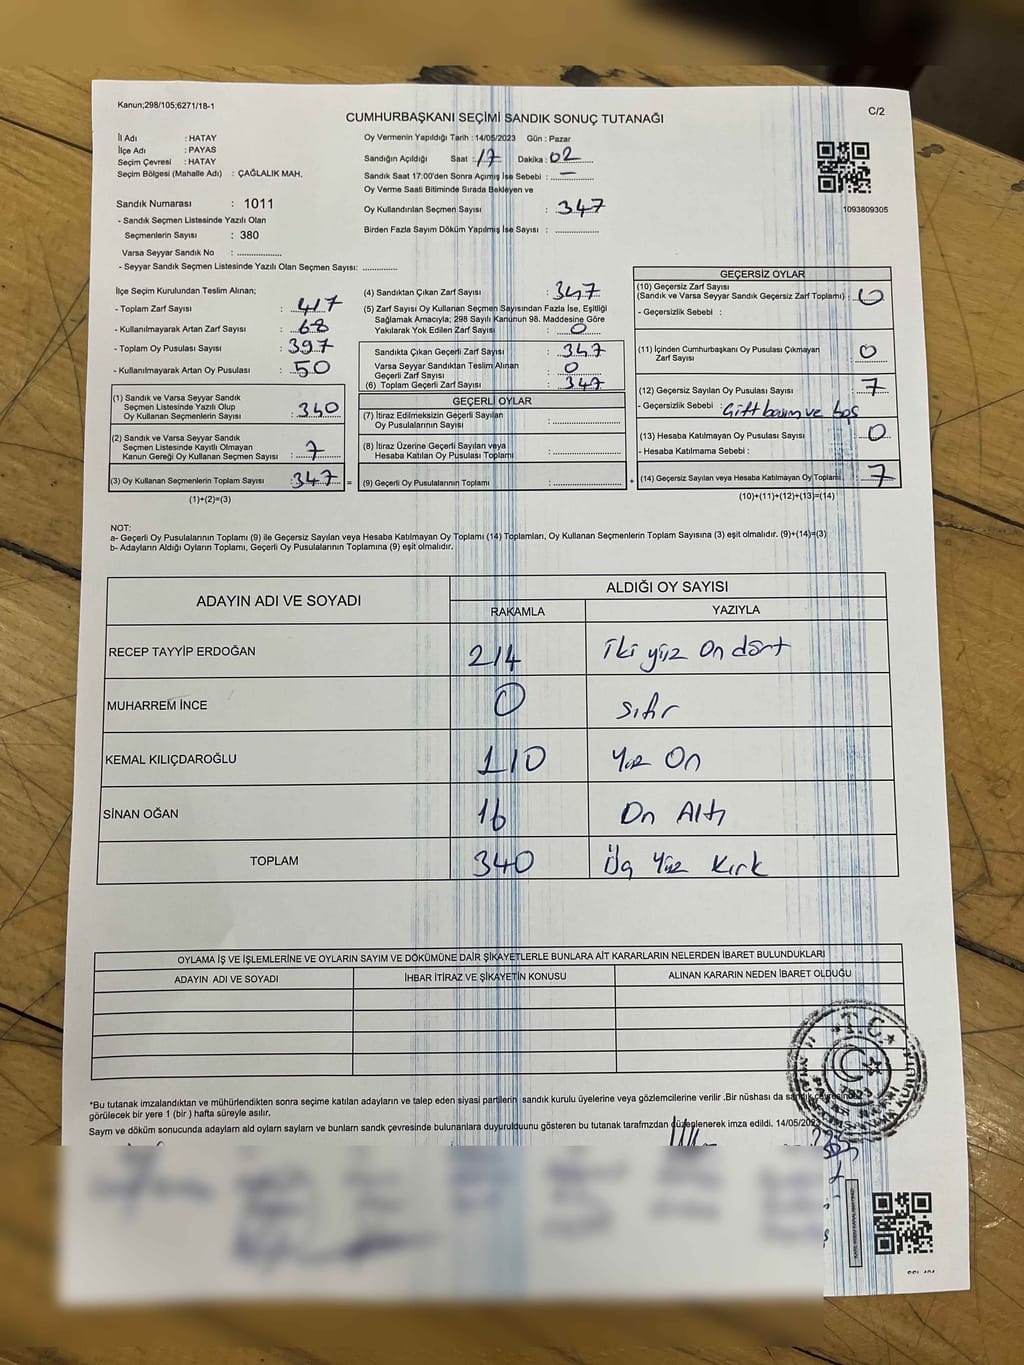 Kanun;298/105;6271/18-1
C/2
CUMHURBAŞKANI SEÇİMİ SANDIK SONUÇ TUTANAĞI
İl Adı : HATAY
İlçe Adı : PAYAS
Seçim Çevresi : HATAY
Seçim Bölgesi (Mahalle Adı) : ÇAĞLALIK MAH.
Sandık Numarası : 1011
- Sandık Seçmen Listesinde Yazılı Olan
Seçmenlerin Sayısı : 380
Varsa Seyyar Sandık No : ..............
- Seyyar Sandık Seçmen Listesinde Yazılı Olan Seçmen Sayısı: ............
Oy Vermenin Yapıldığı Tarih : 14/05/2023 Gün : Pazar
Sandığın Açıldığı Saat : 17 Dakika : 02
Sandık Saat 17:00'den Sonra Açımış İse Sebebi : –
Oy Verme Saati Bitiminde Sırada Bekleyen ve
Oy Kullandırılan Seçmen Sayısı : 347
Birden Fazla Sayım Döküm Yapılmış İse Sayısı : ..............
1093809305
İlçe Seçim Kurulundan Teslim Alınan;
- Toplam Zarf Sayısı : 417
- Kullanılmayarak Artan Zarf Sayısı : 68
- Toplam Oy Pusulası Sayısı : 397
- Kullanılmayarak Artan Oy Pusulası : 50
(1) Sandık ve Varsa Seyyar Sandık
Seçmen Listesinde Yazılı Olup
Oy Kullanan Seçmenlerin Sayısı : 340
(2) Sandık ve Varsa Seyyar Sandık
Seçmen Listesinde Kayıtlı Olmayan
Kanun Gereği Oy Kullanan Seçmen Sayısı : 7
(3) Oy Kullanan Seçmenlerin Toplam Sayısı : 347 =
(1)+(2)=(3)
(4) Sandıktan Çıkan Zarf Sayısı : 347
(5) Zarf Sayısı Oy Kullanan Seçmen Sayısından Fazla İse, Eşitliği
Sağlamak Amacıyla; 298 Sayılı Kanunun 98. Maddesine Göre
Yakılarak Yok Edilen Zarf Sayısı : 0
Sandıkta Çıkan Geçerli Zarf Sayısı : 347
Varsa Seyyar Sandıktan Teslim Alınan
Geçerli Zarf Sayısı : 0
(6) Toplam Geçerli Zarf Sayısı : 347
GEÇERLİ OYLAR
(7) İtiraz Edilmeksizin Geçerli Sayılan
Oy Pusulalarının Sayısı : ..............
(8) İtiraz Üzerine Geçerli Sayılan veya
Hesaba Katılan Oy Pusulası Toplamı : ..............
(9) Geçerli Oy Pusulalarının Toplamı : .............. +
GEÇERSİZ OYLAR
(10) Geçersiz Zarf Sayısı
(Sandık ve Varsa Seyyar Sandık Geçersiz Zarf Toplamı) : 0
- Geçersizlik Sebebi :
(11) İçinden Cumhurbaşkanı Oy Pusulası Çıkmayan
Zarf Sayısı : 0
(12) Geçersiz Sayılan Oy Pusulası Sayısı : 7
- Geçersizlik Sebebi : Çift basım ve boş
(13) Hesaba Katılmayan Oy Pusulası Sayısı : 0
- Hesaba Katılmama Sebebi :
(14) Geçersiz Sayılan veya Hesaba Katılmayan Oy Toplamı : 7
(10)+(11)+(12)+(13)=(14)
NOT:
a- Geçerli Oy Pusulalarının Toplamı (9) ile Geçersiz Sayılan veya Hesaba Katılmayan Oy Toplamı (14) Toplamları, Oy Kullanan Seçmenlerin Toplam Sayısına (3) eşit olmalıdır. (9)+(14)=(3)
b- Adayların Aldığı Oyların Toplamı, Geçerli Oy Pusulalarının Toplamına (9) eşit olmalıdır.
ADAYIN ADI VE SOYADI
ALDIĞI OY SAYISI
RAKAMLA YAZIYLA
RECEP TAYYİP ERDOĞAN 214 iki yüz on dört
MUHARREM İNCE 0 sıfır
KEMAL KILIÇDAROĞLU 110 Yüz On
SİNAN OĞAN 16 On Altı
TOPLAM 340 Üç Yüz Kırk
OYLAMA İŞ VE İŞLEMLERİNE VE OYLARIN SAYIM VE DÖKÜMÜNE DAİR ŞİKAYETLERLE BUNLARA AİT KARARLARIN NELERDEN İBARET BULUNDUKLARI
ADAYIN ADI VE SOYADI İHBAR İTİRAZ VE ŞİKAYETİN KONUSU ALINAN KARARIN NEDEN İBARET OLDUĞU
*Bu tutanak imzalandıktan ve mühürlendikten sonra seçime katılan adayların ve talep eden siyasi partilerin sandık kurulu üyelerine veya gözlemcilerine verilir .Bir nüshası da sandık çevresinde
görülecek bir yere 1 (bir ) hafta süreyle asılır.
Sayım ve döküm sonucunda adayların ald oyların sayların ve bunların sandık çevresinde bulunanlara duyurulduunu gösteren bu tutanak tarafmzdan düzenlenerek imza edildi. 14/05/2023
T.C.